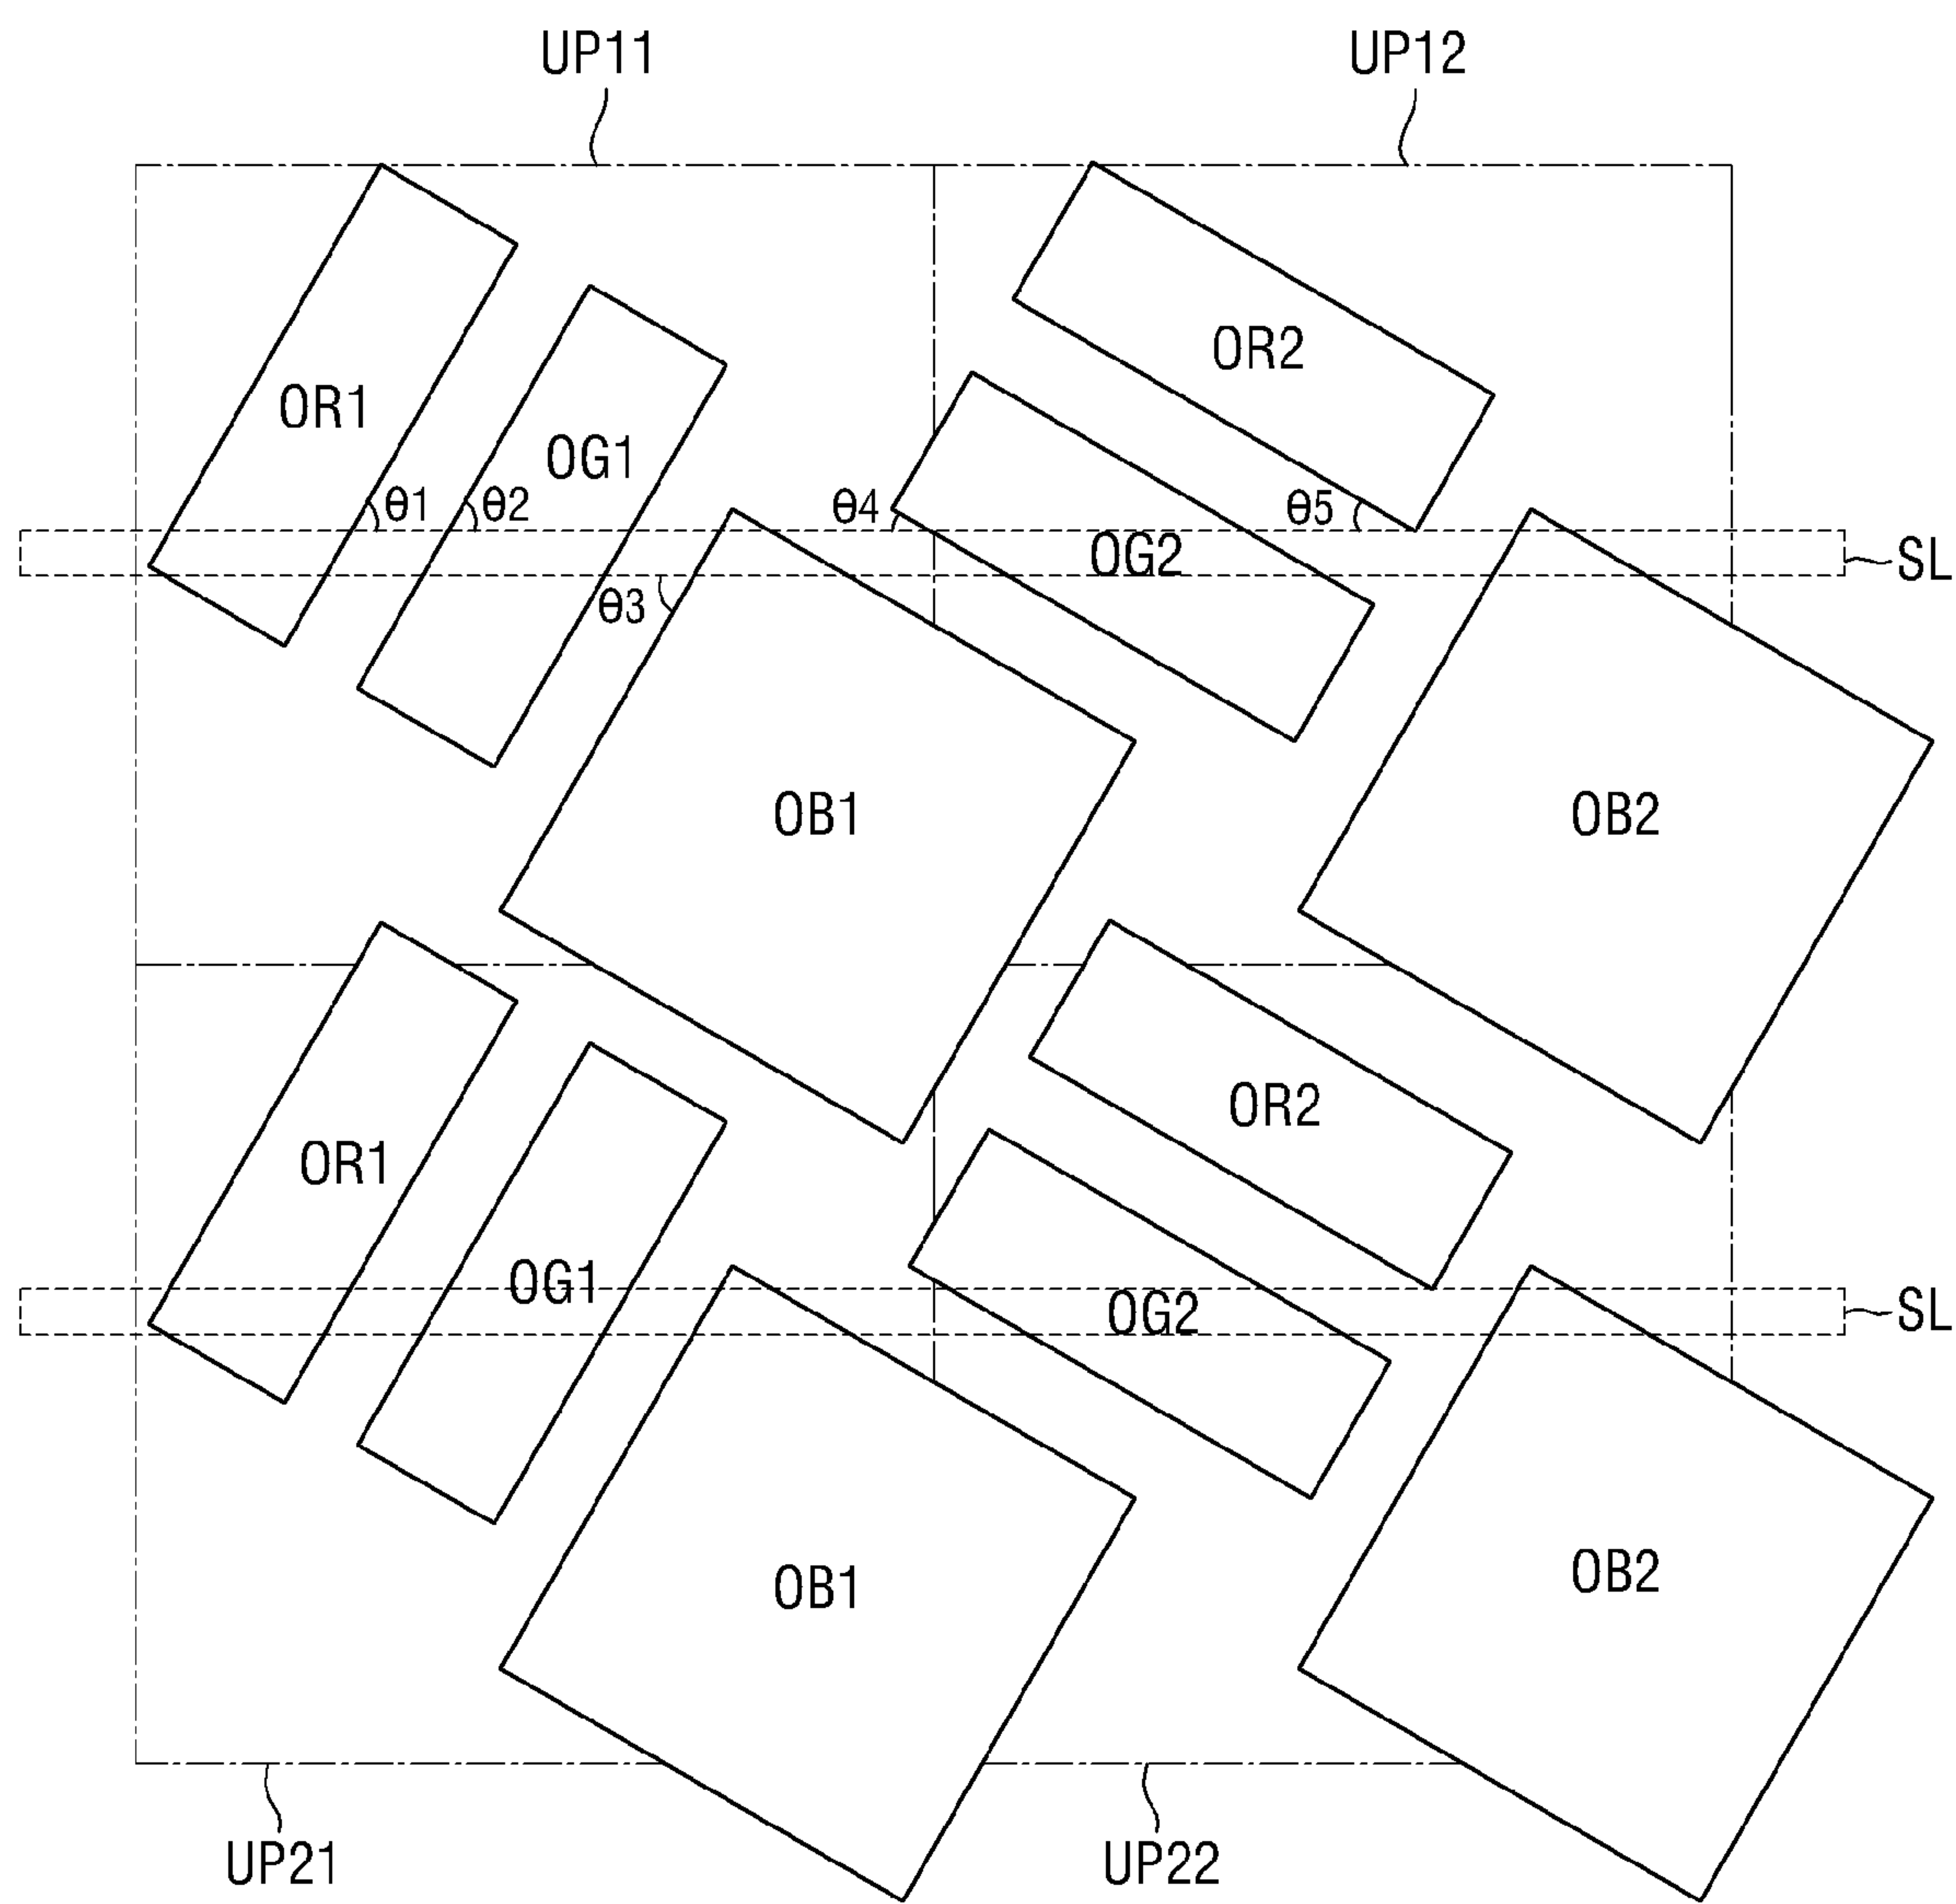 UP11
UP12
OR1
OG1
OR2
θ1
θ2
θ4
θ5
OG2
SL
θ3
OB1
OB2
OR1
OR2
OG1
OG2
SL
OB1
OB2
UP21
UP22